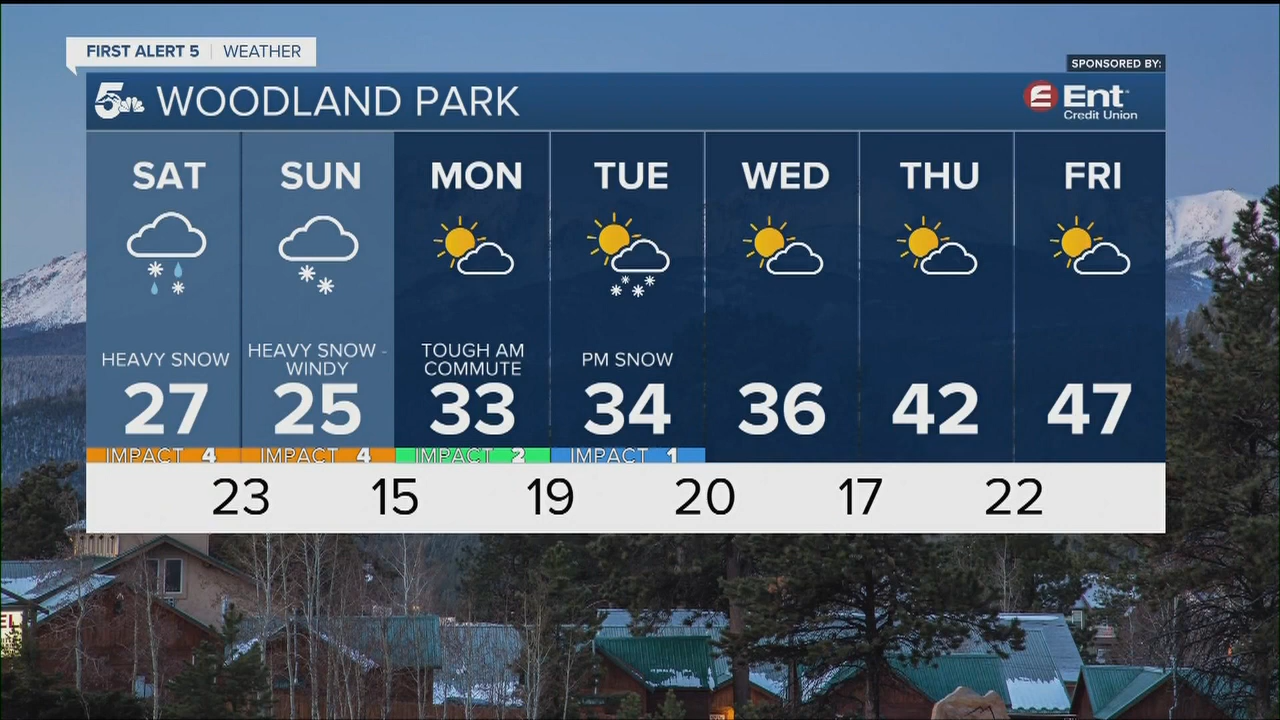 FIRST ALERT 5 | WEATHER
SPONSORED BY:
5 WOODLAND PARK
Ent
Credit Union
SAT SUN MON TUE WED THU FRI
HEAVY SNOW
HEAVY SNOW -
WINDY
TOUGH AM
COMMUTE
PM SNOW
27 25 33 34 36 42 47
IMPACT 4 IMPACT 4 IMPACT 2 IMPACT 1
23 15 19 20 17 22
EL